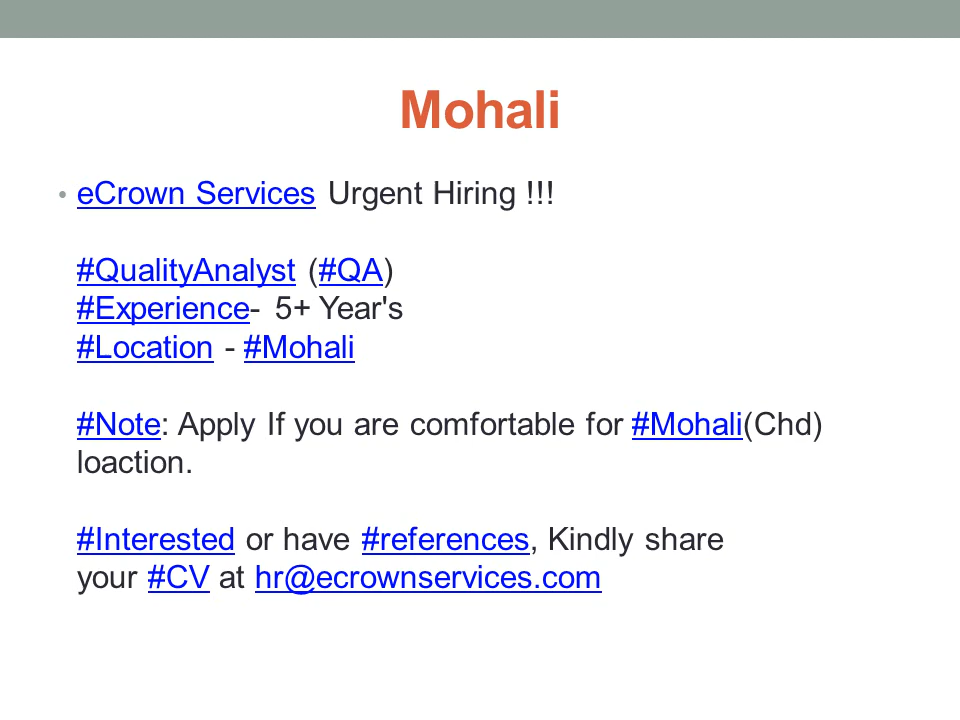 Mohali
• eCrown Services Urgent Hiring !!!
#QualityAnalyst (#QA)
#Experience- 5+ Year's
#Location - #Mohali
#Note: Apply If you are comfortable for #Mohali(Chd)
loaction.
#Interested or have #references, Kindly share
your #CV at hr@ecrownservices.com